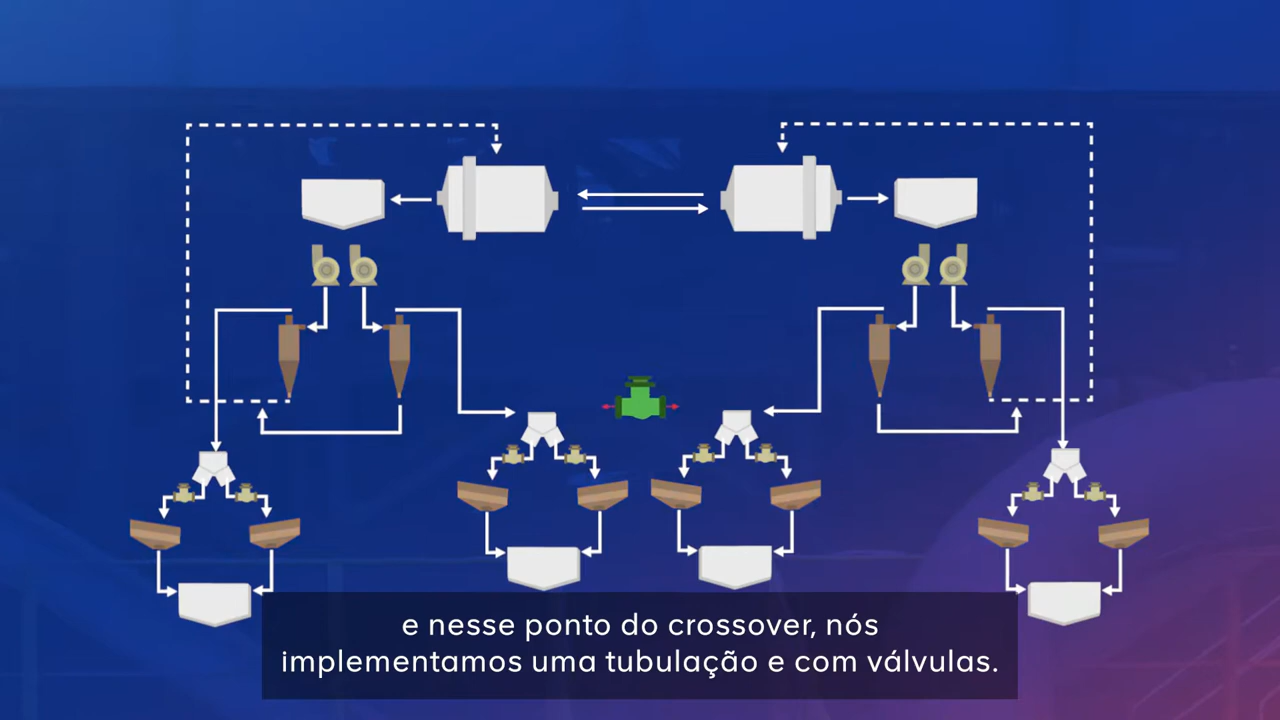 e nesse ponto do crossover, nós
implementamos uma tubulação e com válvulas.